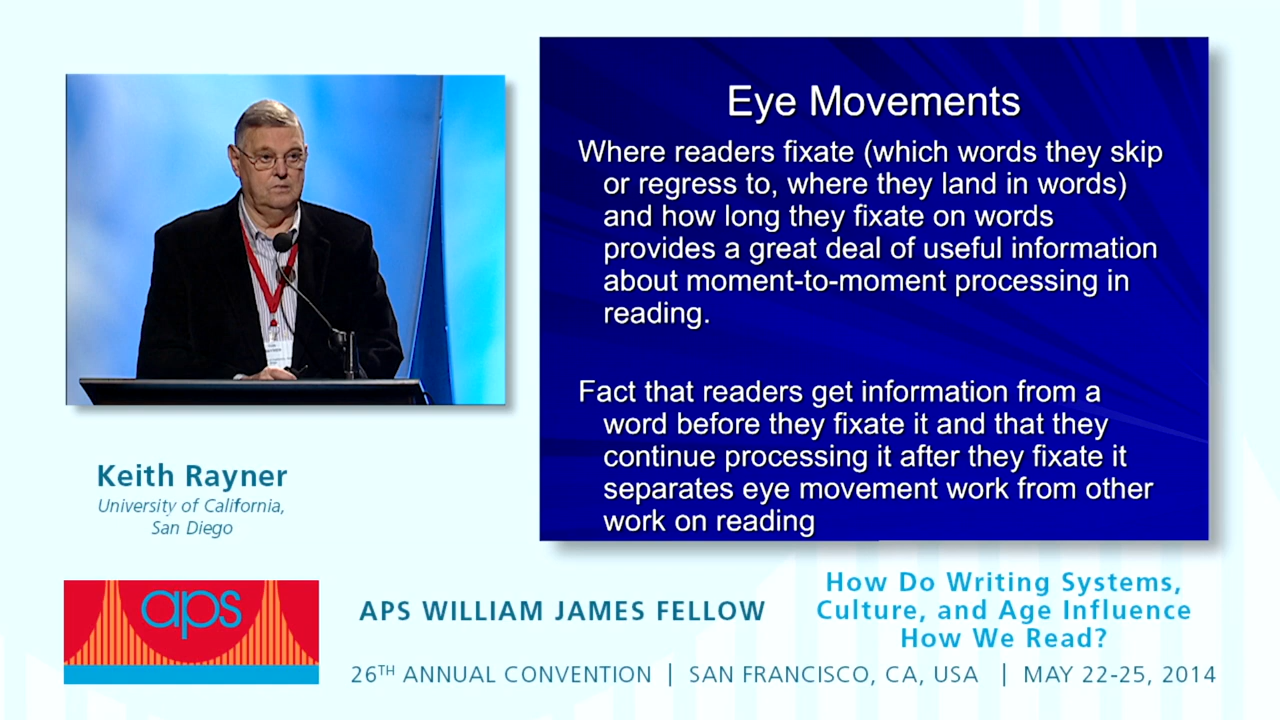 Eye Movements
Where readers fixate (which words they skip
or regress to, where they land in words)
and how long they fixate on words
provides a great deal of useful information
about moment-to-moment processing in
reading.
Fact that readers get information from a
word before they fixate it and that they
continue processing it after they fixate it
separates eye movement work from other
work on reading
Keith Rayner
University of California,
San Diego
aps
APS WILLIAM JAMES FELLOW
How Do Writing Systems,
Culture, and Age Influence
How We Read?
26TH ANNUAL CONVENTION | SAN FRANCISCO, CA, USA | MAY 22-25, 2014